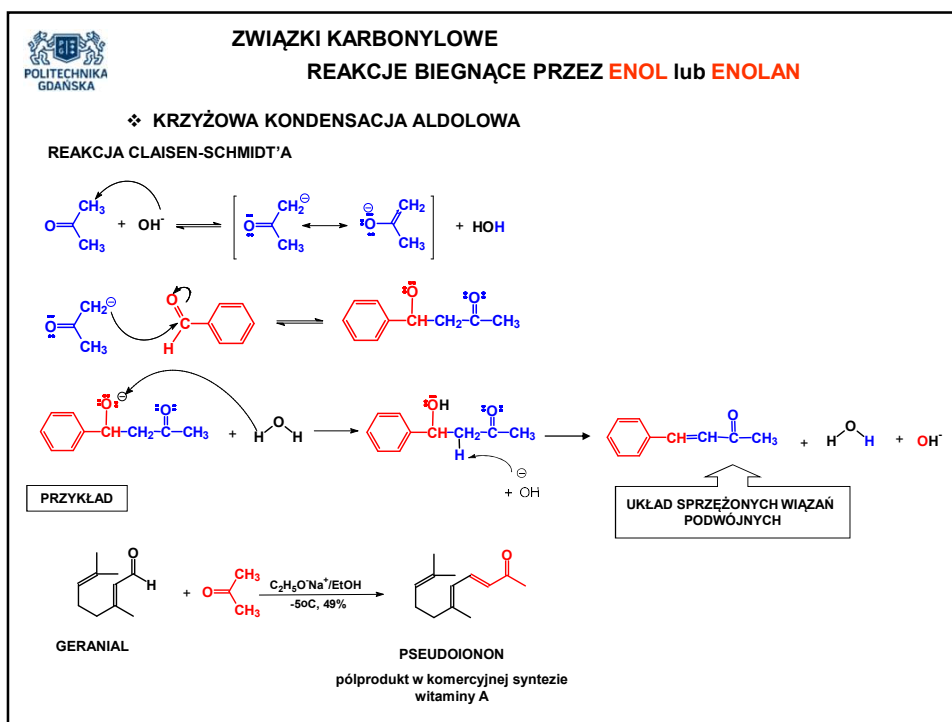 POLITECHNIKA
GDAŃSKA
ZWIĄZKI KARBONYLOWE
REAKCJE BIEGNĄCE PRZEZ ENOL lub ENOLAN
❖ KRZYŻOWA KONDENSACJA ALDOLOWA
REAKCJA CLAISEN-SCHMIDT'A
O CH₃ CH₃ + OH⁻ [ O CH₂⊖ CH₃ O⊖ CH₂ CH₃ ] + HOH
O CH₂⊖ CH₃ O C H O CH-CH₂ O C CH₃
O⊖ CH-CH₂ O C CH₃ + H O H OH CH-CH O C CH₃ H ⊖ + OH CH=CH O C CH₃ + H O H + OH⁻
PRZYKŁAD
UKŁAD SPRZĘŻONYCH WIĄZAŃ
PODWÓJNYCH
O H + O CH₃ CH₃ C₂H₅O⁻Na⁺/EtOH O
-5oC, 49%
GERANIAL
PSEUDOIONON
pólprodukt w komercyjnej syntezie
witaminy A